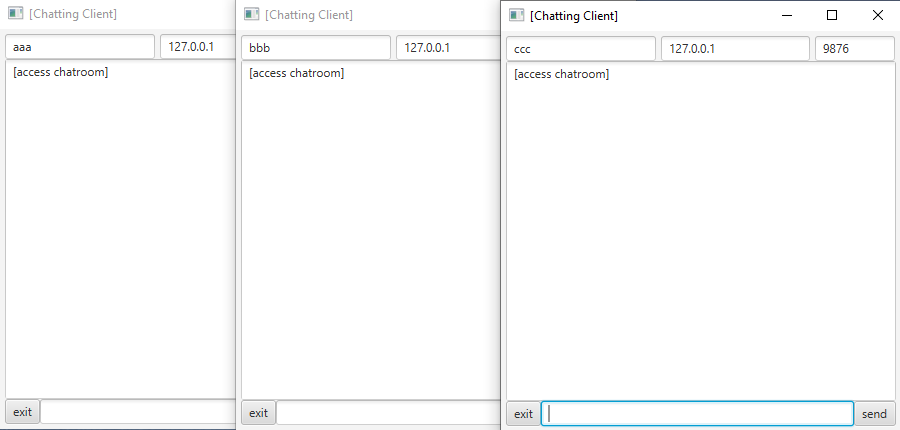 [Chatting Client]
aaa 127.0.0.1
[access chatroom]
exit
[Chatting Client]
bbb 127.0.0.1
[access chatroom]
exit
[Chatting Client]
ccc 127.0.0.1 9876
[access chatroom]
exit send